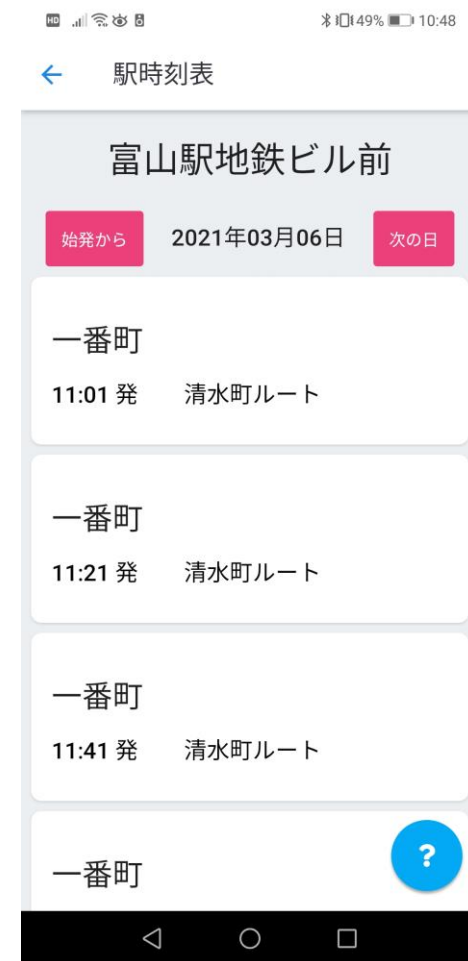 HD 49% 10:48
← 駅時刻表
富山駅地鉄ビル前
始発から 2021年03月06日 次の日
一番町
11:01 発 清水町ルート
一番町
11:21 発 清水町ルート
一番町
11:41 発 清水町ルート
一番町
?